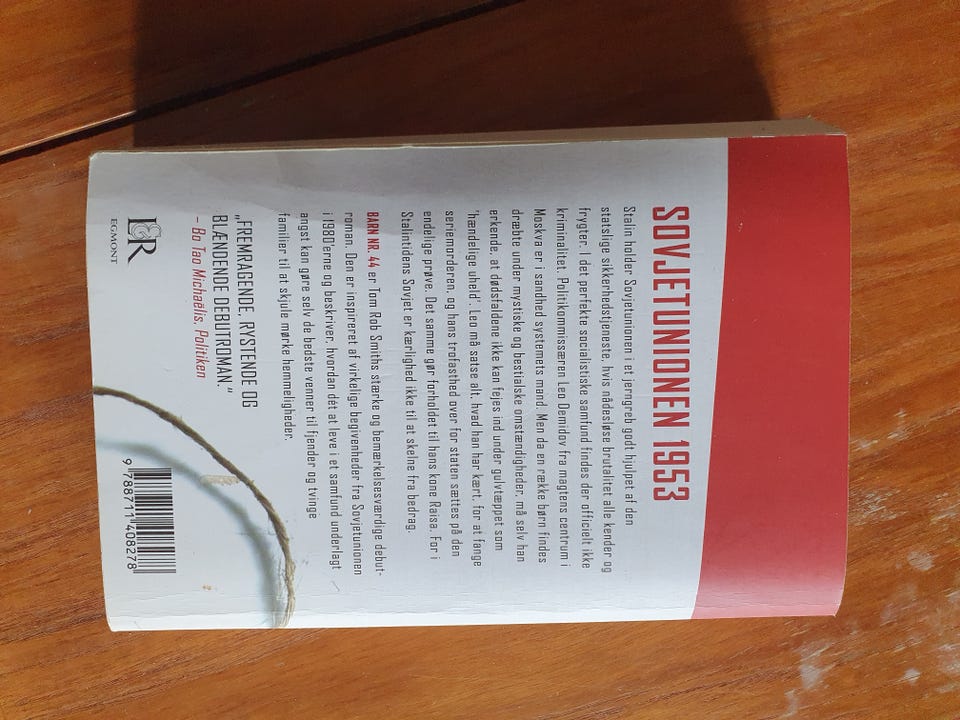 SOVJETUNIONEN 1953
Stalin holder Sovjetunionen i et jerngreb godt hjulpet af den
statslige sikkerhedstjeneste, hvis nådesløse brutalitet alle kender og
frygter. I det perfekte socialistiske samfund findes der officielt ikke
kriminalitet. Politikommissæren Leo Demidov fra magtens centrum i
Moskva er i sandhed systemets mand. Men da en række børn findes
dræbte under mystiske og bestialske omstændigheder, må selv han
erkende, at dødsfaldene ikke kan fejes ind under gulvtæppet som
'hændelige uheld'. Leo må satse alt, hvad han har kært, for at fange
seriemorderen, og hans trofasthed over for staten sættes på den
endelige prøve. Det samme gør forholdet til hans kone Raisa. For i
Stalintidens Sovjet er kærlighed ikke til at skelne fra bedrag.
BARN NR. 44 er Tom Rob Smiths stærke og bemærkelsesværdige debut-
roman. Den er inspireret af virkelige begivenheder fra Sovjetunionen
i 1980'erne og beskriver, hvordan det at leve i et samfund underlagt
angst kan gøre selv de bedste venner til fjender og tvinge
familier til at skjule mørke hemmeligheder.
„FREMRAGENDE, RYSTENDE OG
BLÆNDENDE DEBUTROMAN.“
– Bo Tao Michaëlis, Politiken
L&R
EGMONT
9 788711 408278